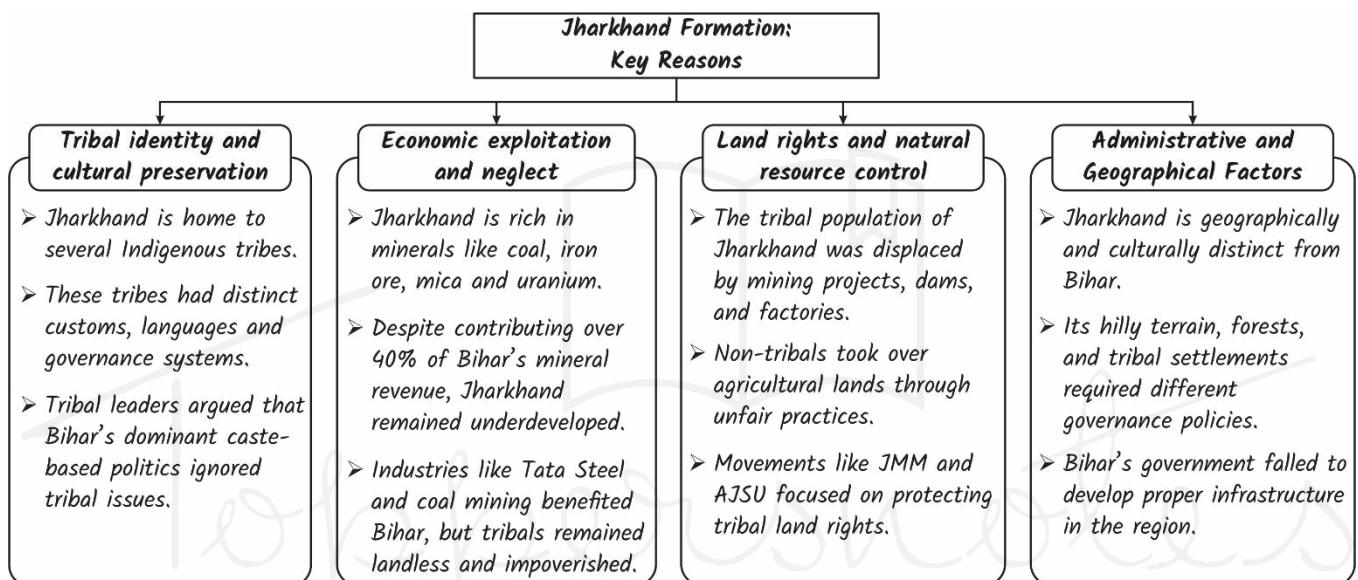 Jharkhand Formation:
Key Reasons
Tribal identity and
cultural preservation
➢ Jharkhand is home to
several Indigenous tribes.
➢ These tribes had distinct
customs, languages and
governance systems.
➢ Tribal leaders argued that
Bihar's dominant caste-
based politics ignored
tribal issues.
Economic exploitation
and neglect
➢ Jharkhand is rich in
minerals like coal, iron
ore, mica and uranium.
➢ Despite contributing over
40% of Bihar's mineral
revenue, Jharkhand
remained underdeveloped.
➢ Industries like Tata Steel
and coal mining benefited
Bihar, but tribals remained
landless and impoverished.
Land rights and natural
resource control
➢ The tribal population of
Jharkhand was displaced
by mining projects, dams,
and factories.
➢ Non-tribals took over
agricultural lands through
unfair practices.
➢ Movements like JMM and
AJSU focused on protecting
tribal land rights.
Administrative and
Geographical Factors
➢ Jharkhand is geographically
and culturally distinct from
Bihar.
➢ Its hilly terrain, forests,
and tribal settlements
required different
governance policies.
➢ Bihar's government falled to
develop proper infrastructure
in the region.
Toppersnotes